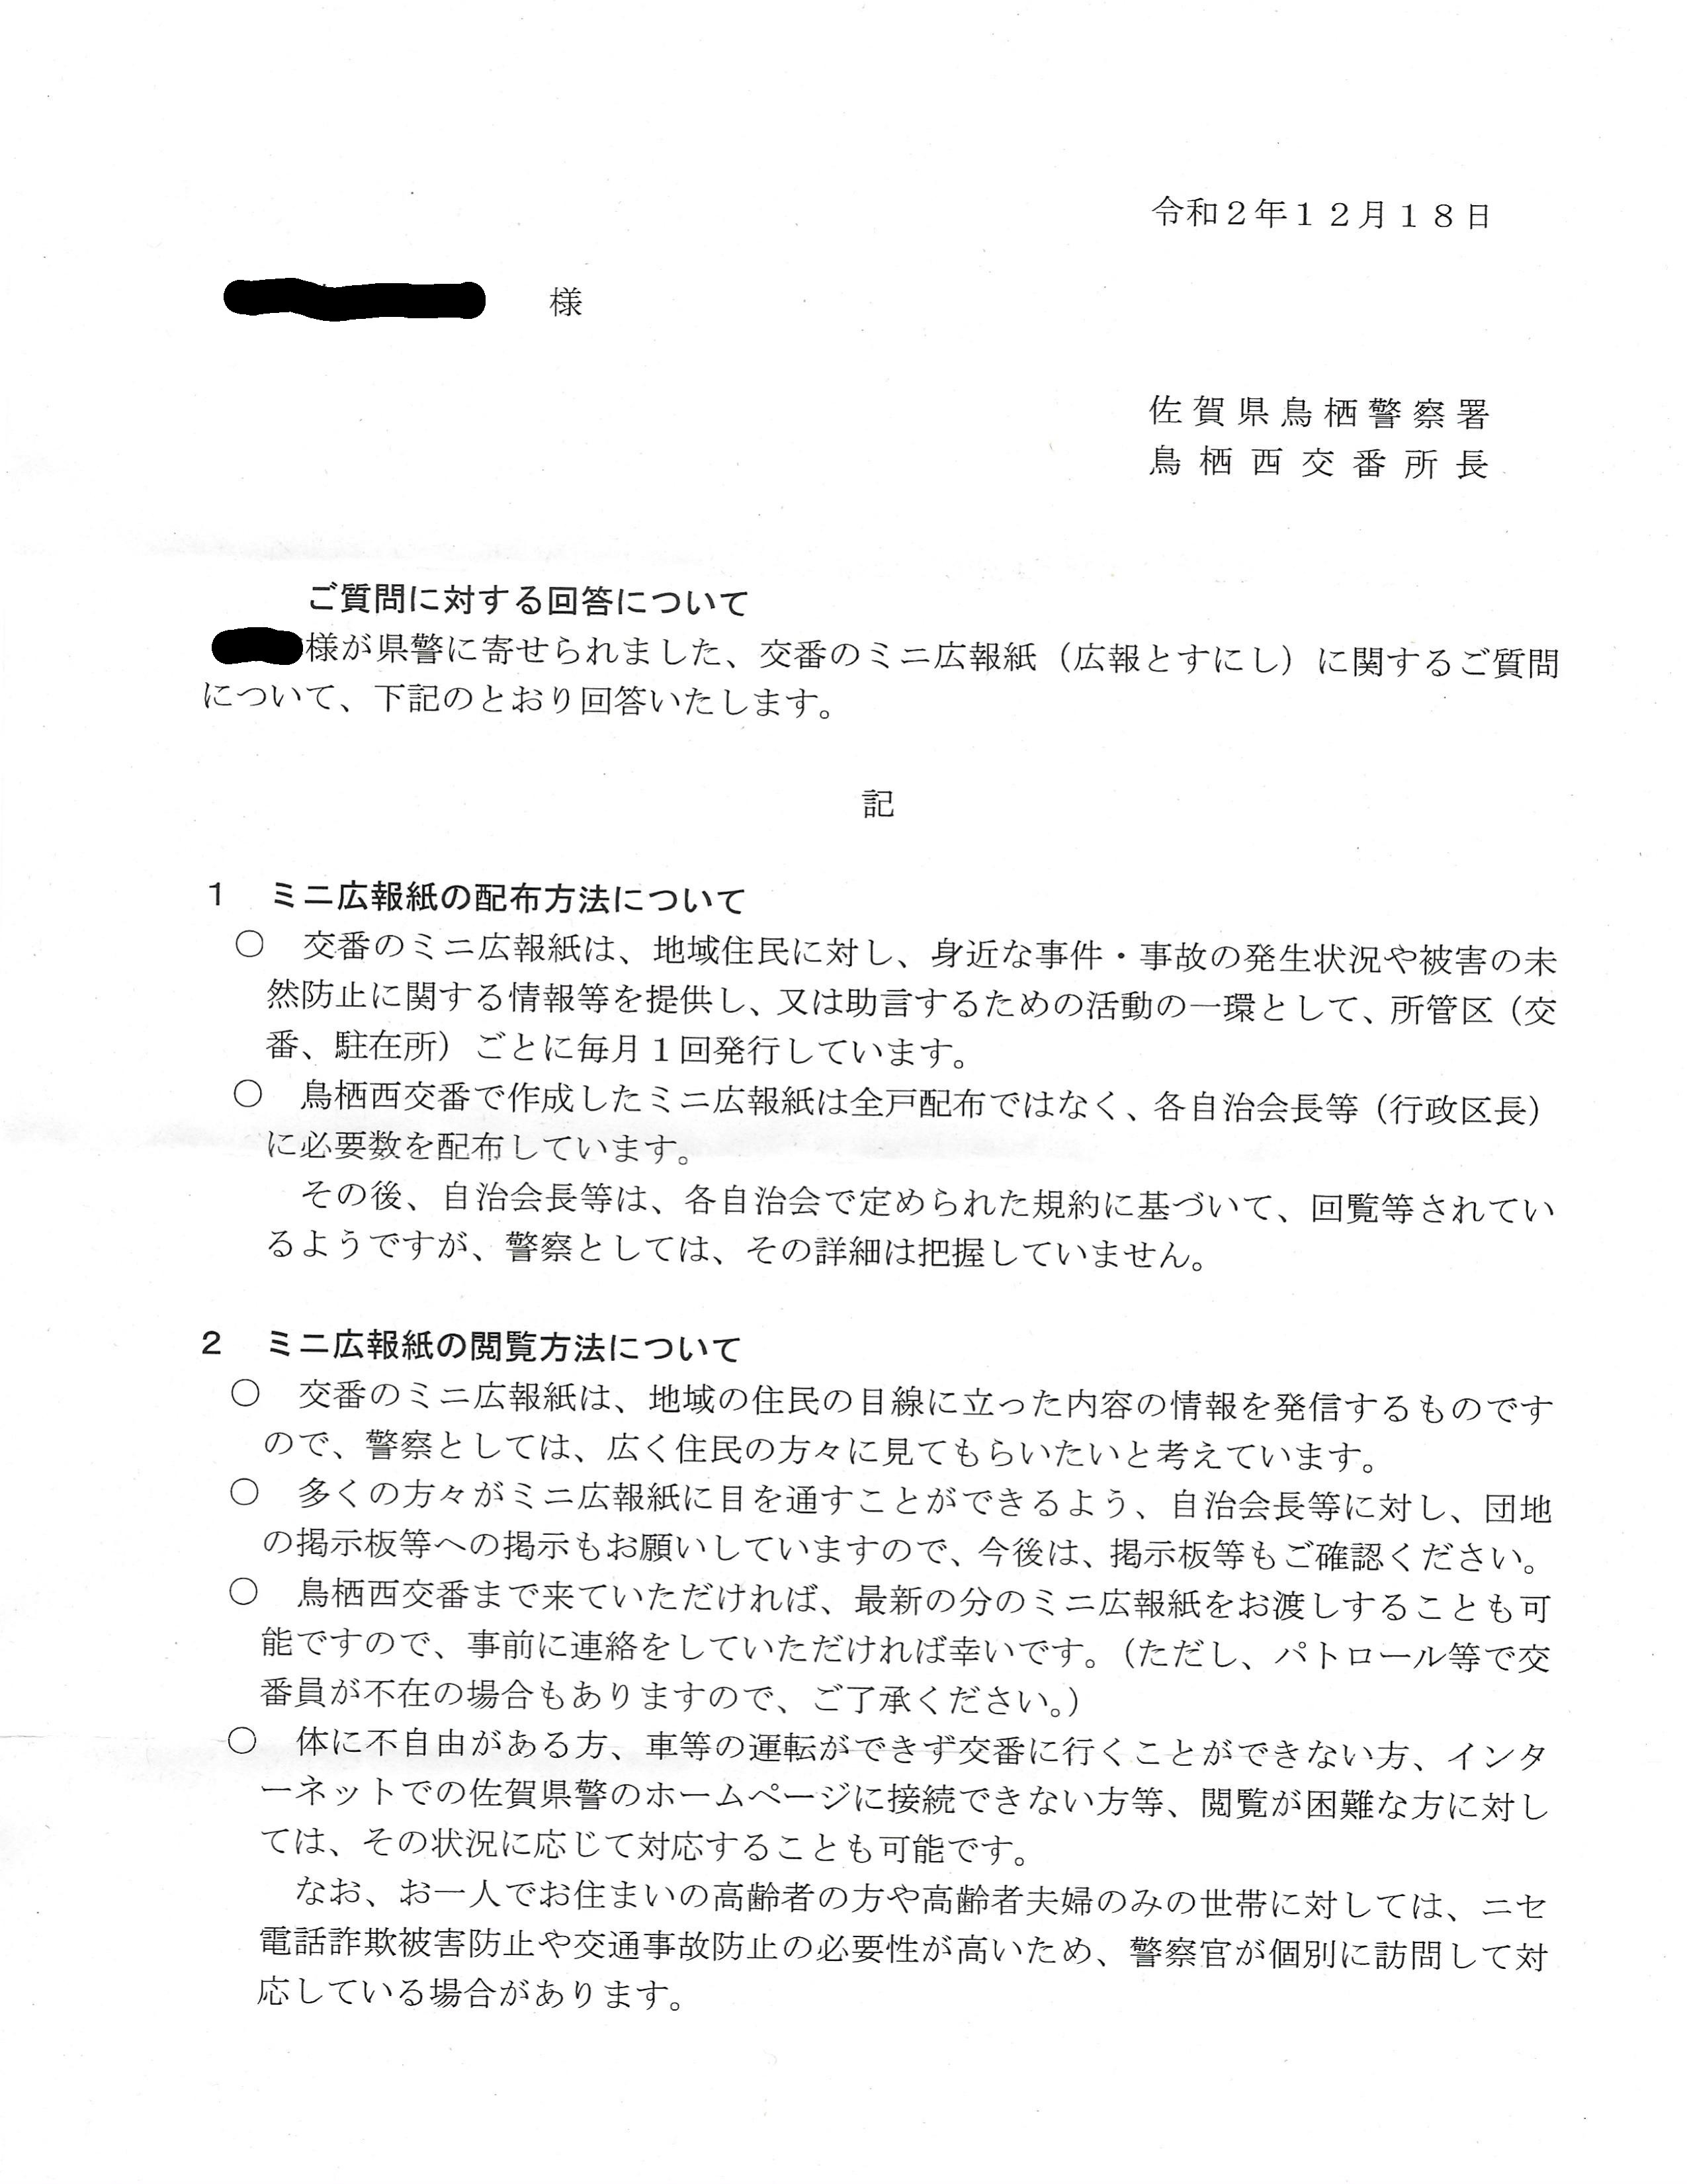 令和２年１２月１８日
様
佐賀県鳥栖警察署
鳥栖西交番所長
ご質問に対する回答について
様が県警に寄せられました、交番のミニ広報紙（広報とすにし）に関するご質問
について、下記のとおり回答いたします。
記
１　ミニ広報紙の配布方法について
○　交番のミニ広報紙は、地域住民に対し、身近な事件・事故の発生状況や被害の未
然防止に関する情報等を提供し、又は助言するための活動の一環として、所管区（交
番、駐在所）ごとに毎月１回発行しています。
○　鳥栖西交番で作成したミニ広報紙は全戸配布ではなく、各自治会長等（行政区長）
に必要数を配布しています。
その後、自治会長等は、各自治会で定められた規約に基づいて、回覧等されてい
るようですが、警察としては、その詳細は把握していません。
２　ミニ広報紙の閲覧方法について
○　交番のミニ広報紙は、地域の住民の目線に立った内容の情報を発信するものです
ので、警察としては、広く住民の方々に見てもらいたいと考えています。
○　多くの方々がミニ広報紙に目を通すことができるよう、自治会長等に対し、団地
の掲示板等への掲示もお願いしていますので、今後は、掲示板等もご確認ください。
○　鳥栖西交番まで来ていただければ、最新の分のミニ広報紙をお渡しすることも可
能ですので、事前に連絡をしていただければ幸いです。（ただし、パトロール等で交
番員が不在の場合もありますので、ご了承ください。）
○　体に不自由がある方、車等の運転ができず交番に行くことができない方、インタ
ーネットでの佐賀県警のホームページに接続できない方等、閲覧が困難な方に対し
ては、その状況に応じて対応することも可能です。
なお、お一人でお住まいの高齢者の方や高齢者夫婦のみの世帯に対しては、ニセ
電話詐欺被害防止や交通事故防止の必要性が高いため、警察官が個別に訪問して対
応している場合があります。